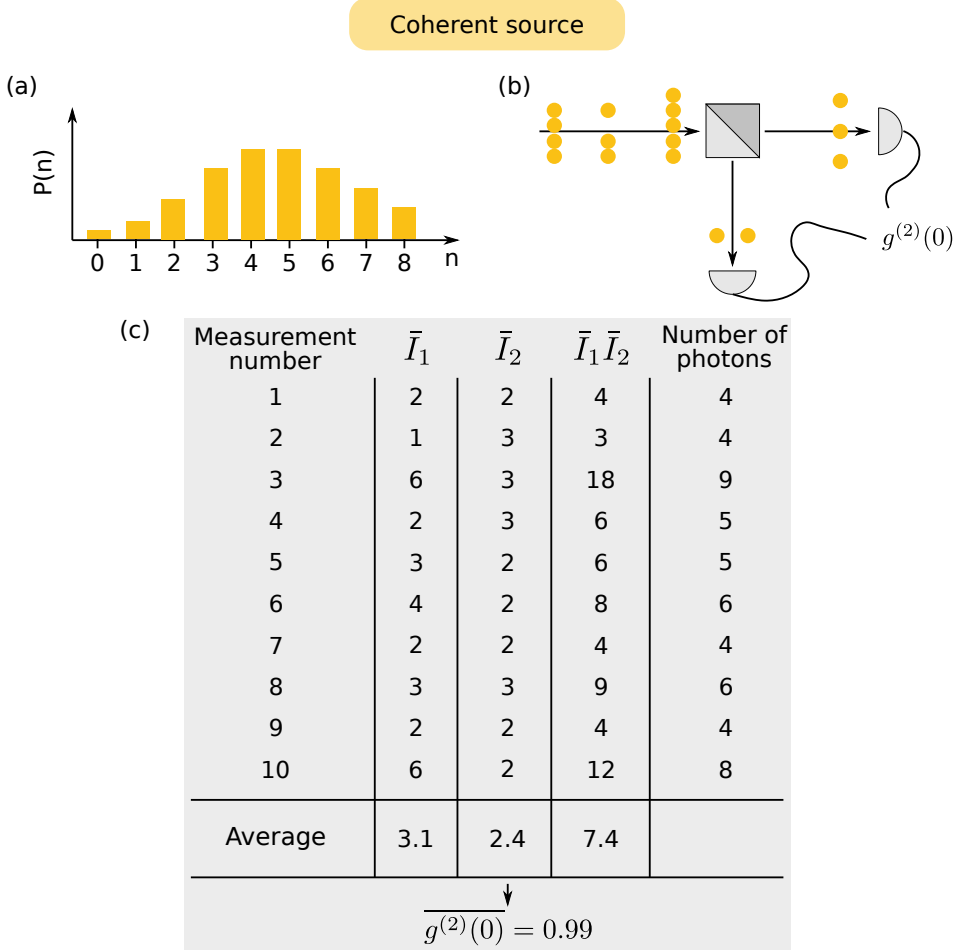 Coherent source
(a)
P(n)
0 1 2 3 4 5 6 7 8 n
(b)
g⁽²⁾(0)
(c)
Measurement number Ī₁ Ī₂ Ī₁Ī₂ Number of photons
1 2 2 4 4
2 1 3 3 4
3 6 3 18 9
4 2 3 6 5
5 3 2 6 5
6 4 2 8 6
7 2 2 4 4
8 3 3 9 6
9 2 2 4 4
10 6 2 12 8
Average 3.1 2.4 7.4
g̅⁽²⁾(0) = 0.99